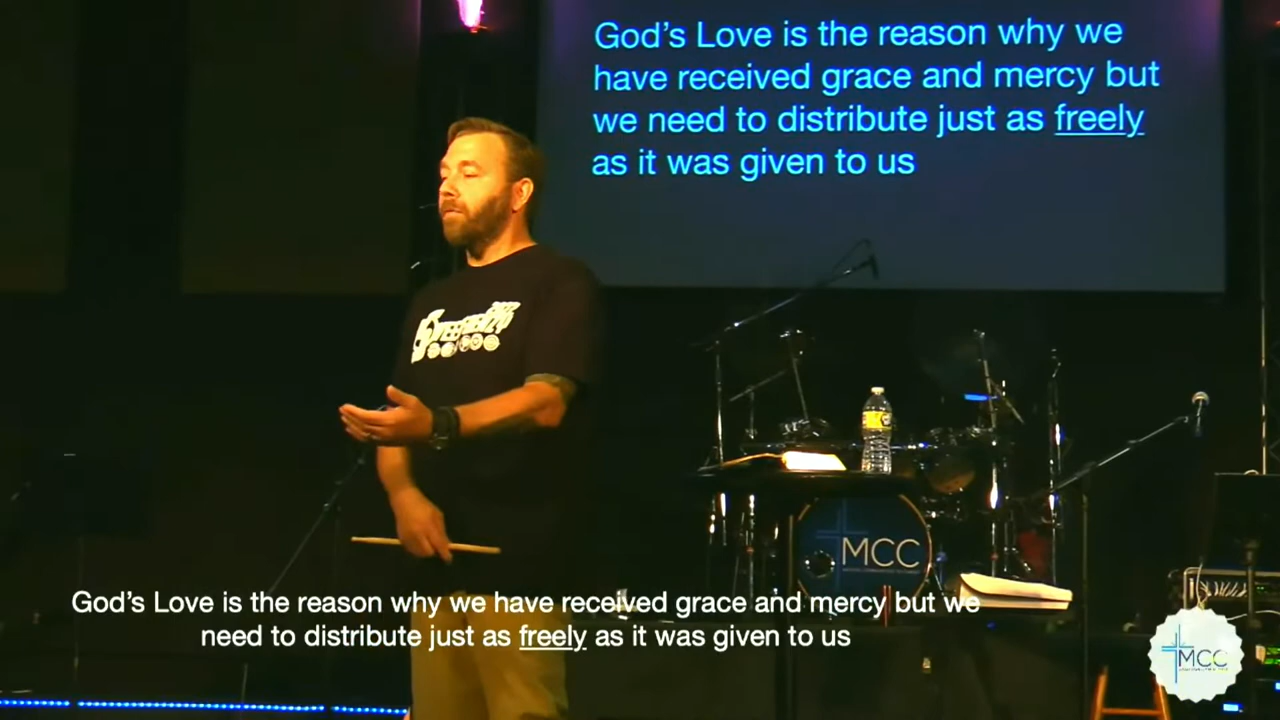 God's Love is the reason why we
have received grace and mercy but
we need to distribute just as freely
as it was given to us
MCC
God's Love is the reason why we have received grace and mercy but we
need to distribute just as freely as it was given to us
MCC